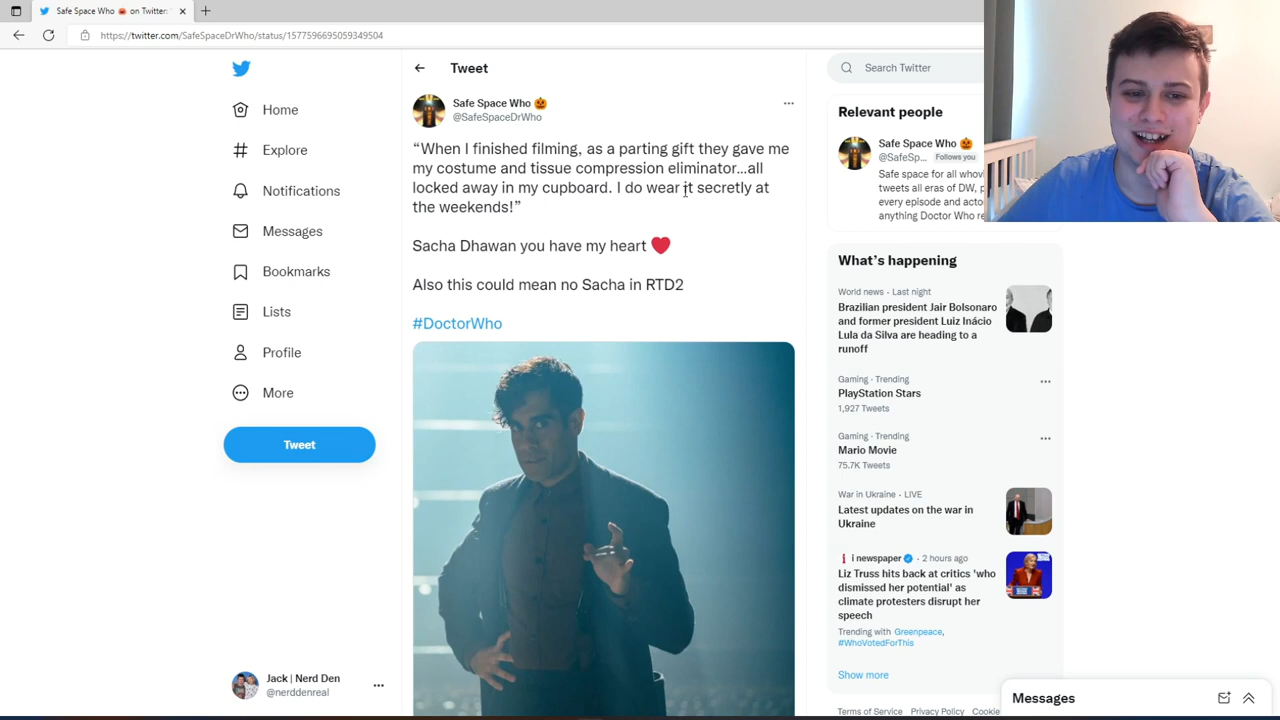 Safe Space Who 🎃 on Twitter:
https://twitter.com/SafeSpaceDrWho/status/1577596695059349504
Home
Explore
Notifications
Messages
Bookmarks
Lists
Profile
More
Tweet
Jack | Nerd Den
@nerddenreal
Tweet
Safe Space Who 🎃
@SafeSpaceDrWho
“When I finished filming, as a parting gift they gave me
my costume and tissue compression eliminator...all
locked away in my cupboard. I do wear it secretly at
the weekends!”
Sacha Dhawan you have my heart ❤️
Also this could mean no Sacha in RTD2
#DoctorWho
Search Twitter
Relevant people
Safe Space Who 🎃
@SafeSp... Follows you
Safe space for all whovi
tweets all eras of DW, p
every episode and acto
anything Doctor Who re
What’s happening
World news · Last night
Brazilian president Jair Bolsonaro
and former president Luiz Inácio
Lula da Silva are heading to a
runoff
Gaming · Trending
PlayStation Stars
1,927 Tweets
Gaming · Trending
Mario Movie
75.7K Tweets
War in Ukraine · LIVE
Latest updates on the war in
Ukraine
i newspaper · 2 hours ago
Liz Truss hits back at critics 'who
dismissed her potential' as
climate protesters disrupt her
speech
Trending with Greenpeace,
#WhoVotedForThis
Show more
Terms of Service Privacy Policy Cookie
Messages